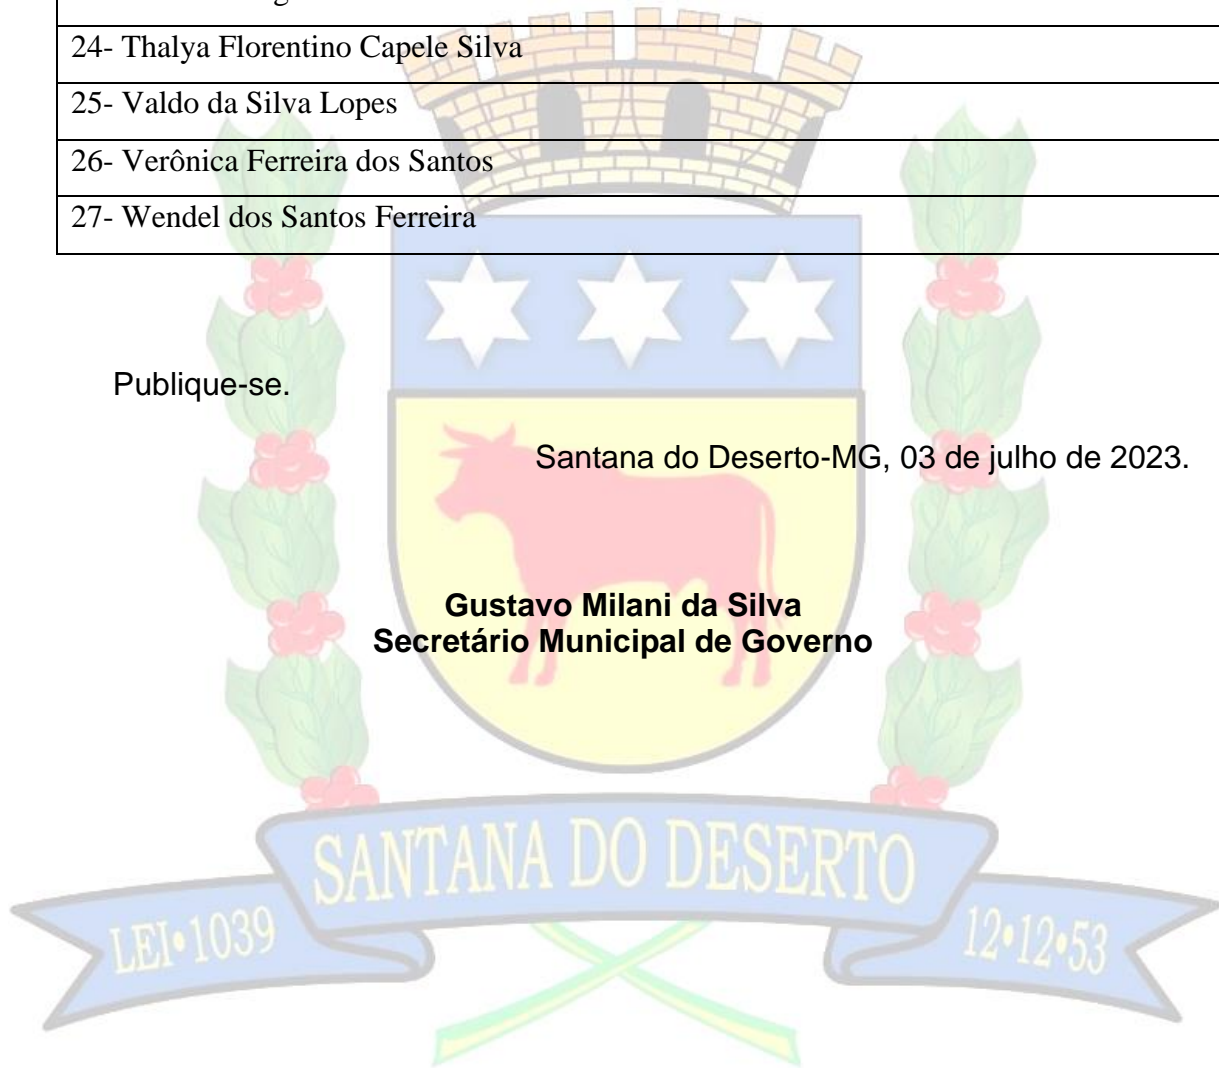 24- Thalya Florentino Capele Silva
25- Valdo da Silva Lopes
26- Verônica Ferreira dos Santos
27- Wendel dos Santos Ferreira
Publique-se.
Santana do Deserto-MG, 03 de julho de 2023.
Gustavo Milani da Silva
Secretário Municipal de Governo
SANTANA DO DESERTO
LEI•1039
12•12•53